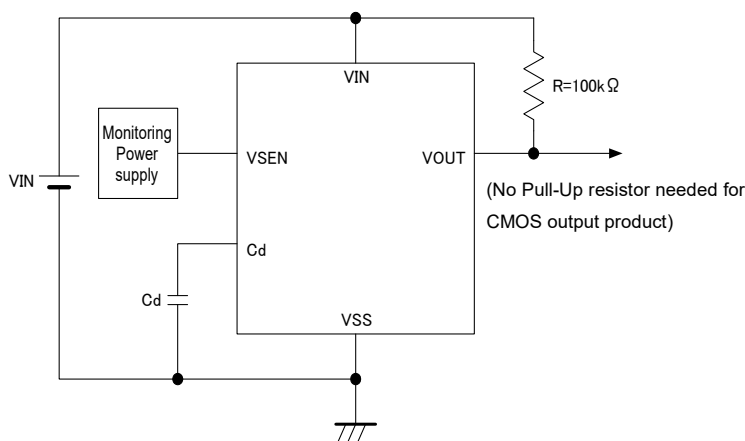 VIN
R=100kΩ
Monitoring
Power
supply
VSEN
VOUT
VIN
(No Pull-Up resistor needed for
CMOS output product)
Cd
Cd
VSS